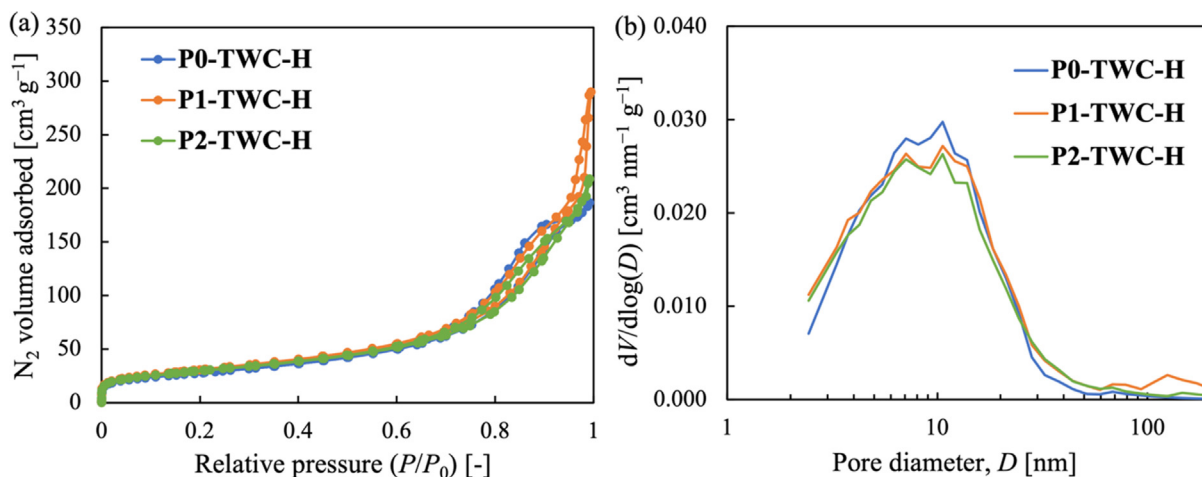 (a)
350
300
250
200
150
100
50
0
N₂ volume adsorbed [cm³ g⁻¹]
P0-TWC-H
P1-TWC-H
P2-TWC-H
0
0.2
0.4
0.6
0.8
1
Relative pressure (P/P₀) [-]
(b)
0.040
0.030
0.020
0.010
0.000
dV/dlog(D) [cm³ nm⁻¹ g⁻¹]
P0-TWC-H
P1-TWC-H
P2-TWC-H
1
10
100
Pore diameter, D [nm]